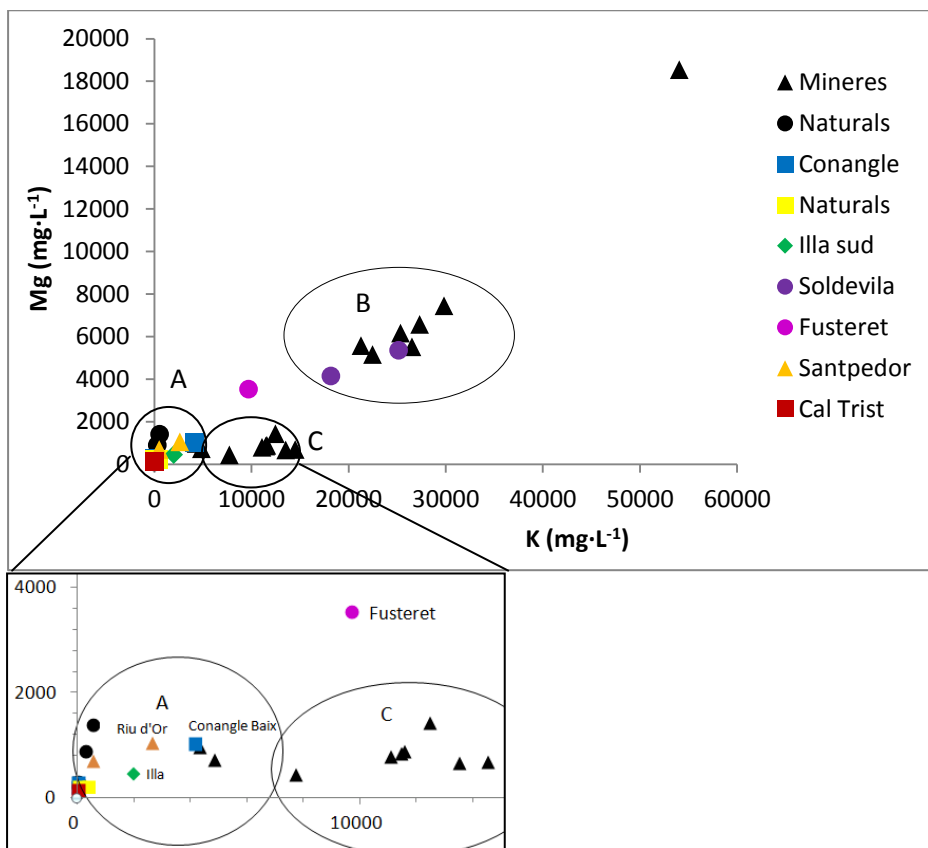 20000
18000
16000
14000
12000
10000
8000
6000
4000
2000
0
Mg (mg·L⁻¹)
0 10000 20000 30000 40000 50000 60000
K (mg·L⁻¹)
A
B
C
Mineres
Naturals
Conangle
Naturals
Illa sud
Soldevila
Fusteret
Santpedor
Cal Trist
4000
2000
0
0 10000
Fusteret
A
C
Riu d'Or
Conangle Baix
Illa